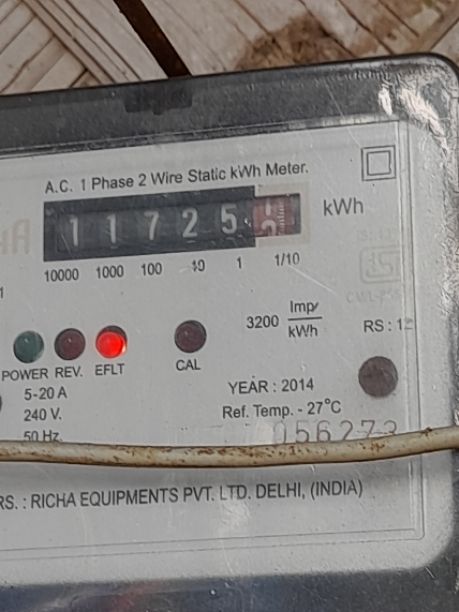 A.C. 1 Phase 2 Wire Static kWh Meter.
1 1 7 2 5 kWh
10000 1000 100 10 1 1/10
3200 Imp/kWh RS : 12
POWER REV. EFLT CAL
5-20 A
240 V.
50 Hz.
YEAR : 2014
Ref. Temp. - 27°C
056273
RS. : RICHA EQUIPMENTS PVT. LTD. DELHI, (INDIA)